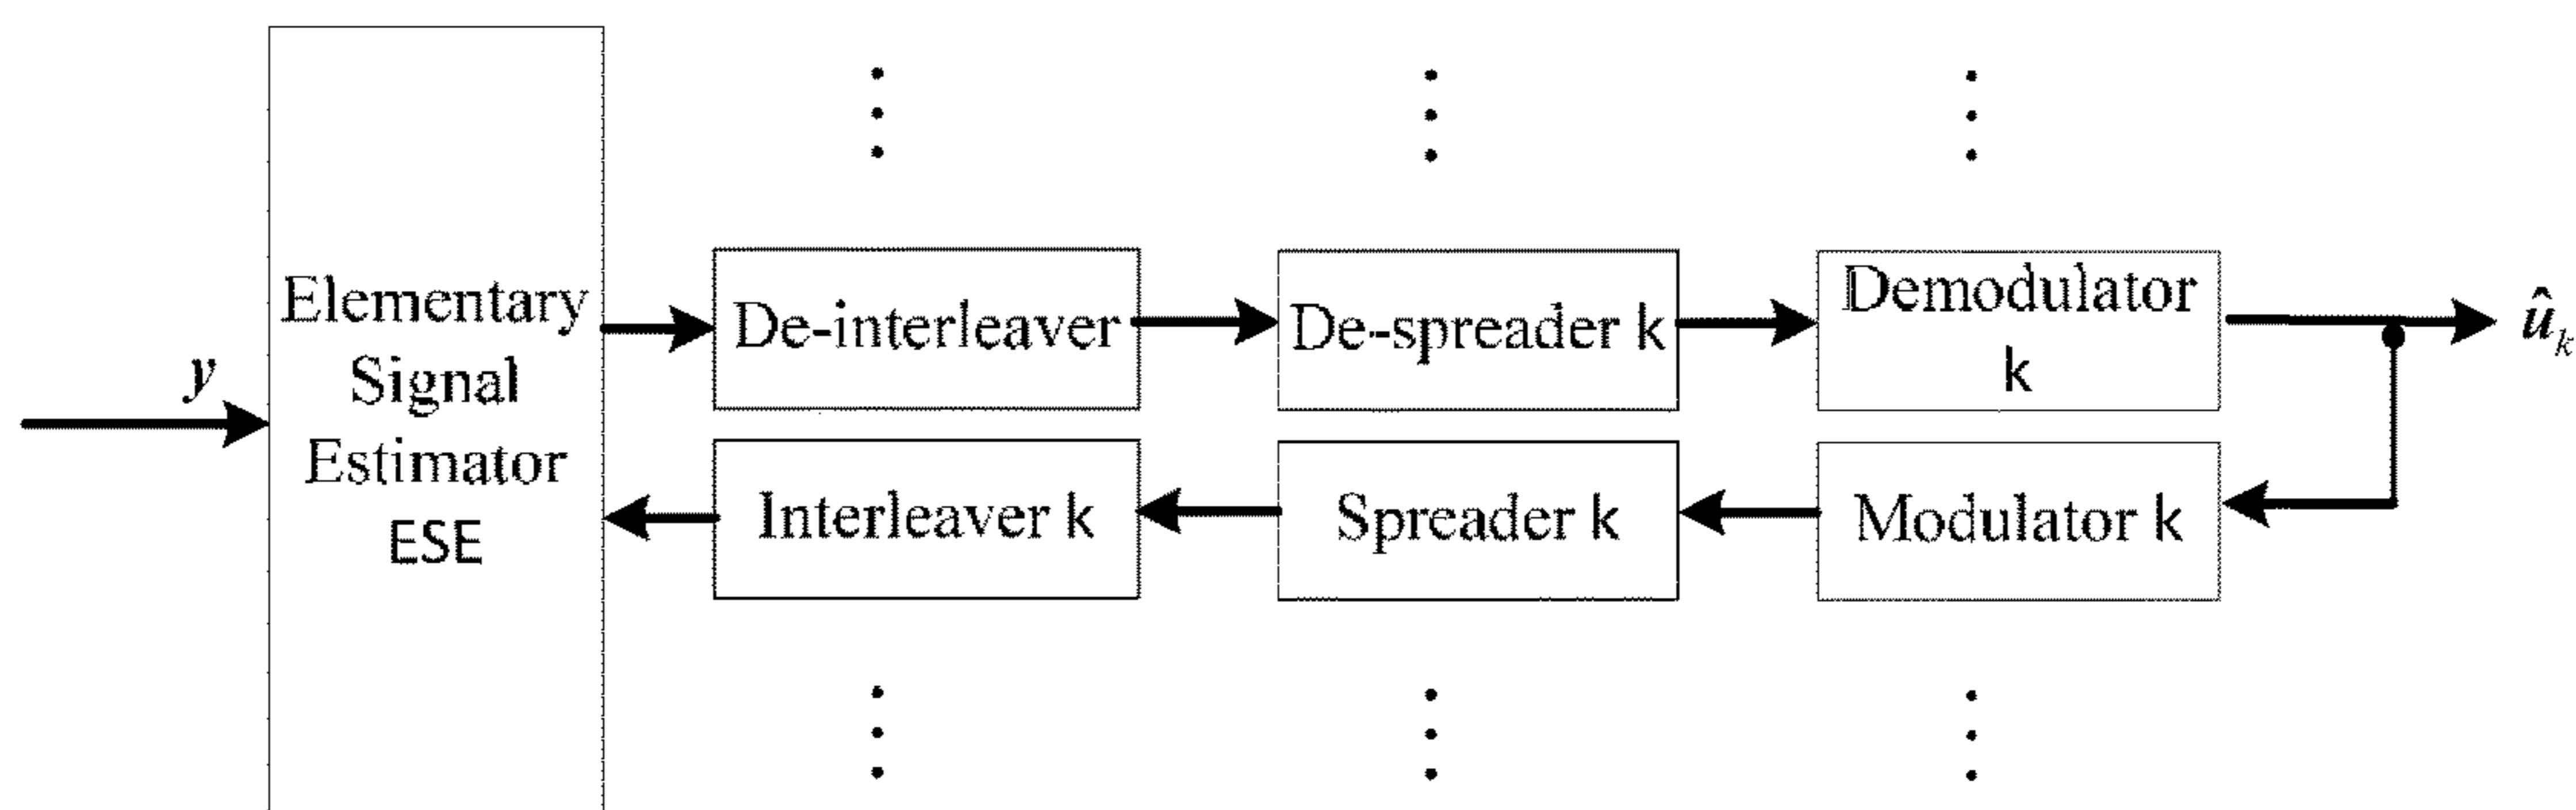 y
Elementary
Signal
Estimator
ESE
De-interleaver
De-spreader k
Demodulator
k
û_k
Interleaver k
Spreader k
Modulator k